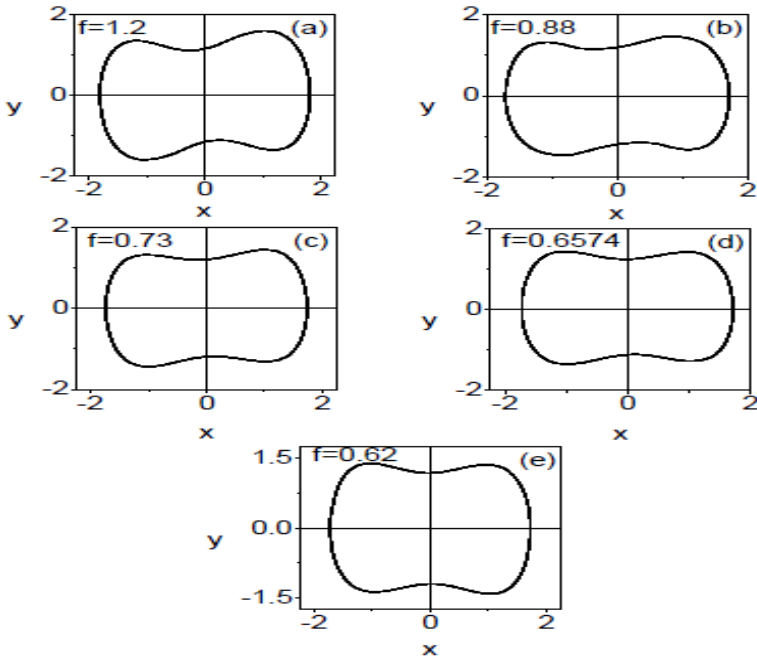 2 f=1.2 (a)
y 0
-2
-2 0 2
x
2 f=0.88 (b)
y 0
-2
-2 0 2
x
2 f=0.73 (c)
y 0
-2
-2 0 2
x
2 f=0.6574 (d)
y 0
-2
-2 0 2
x
1.5 f=0.62 (e)
y 0.0
-1.5
-2 0 2
x